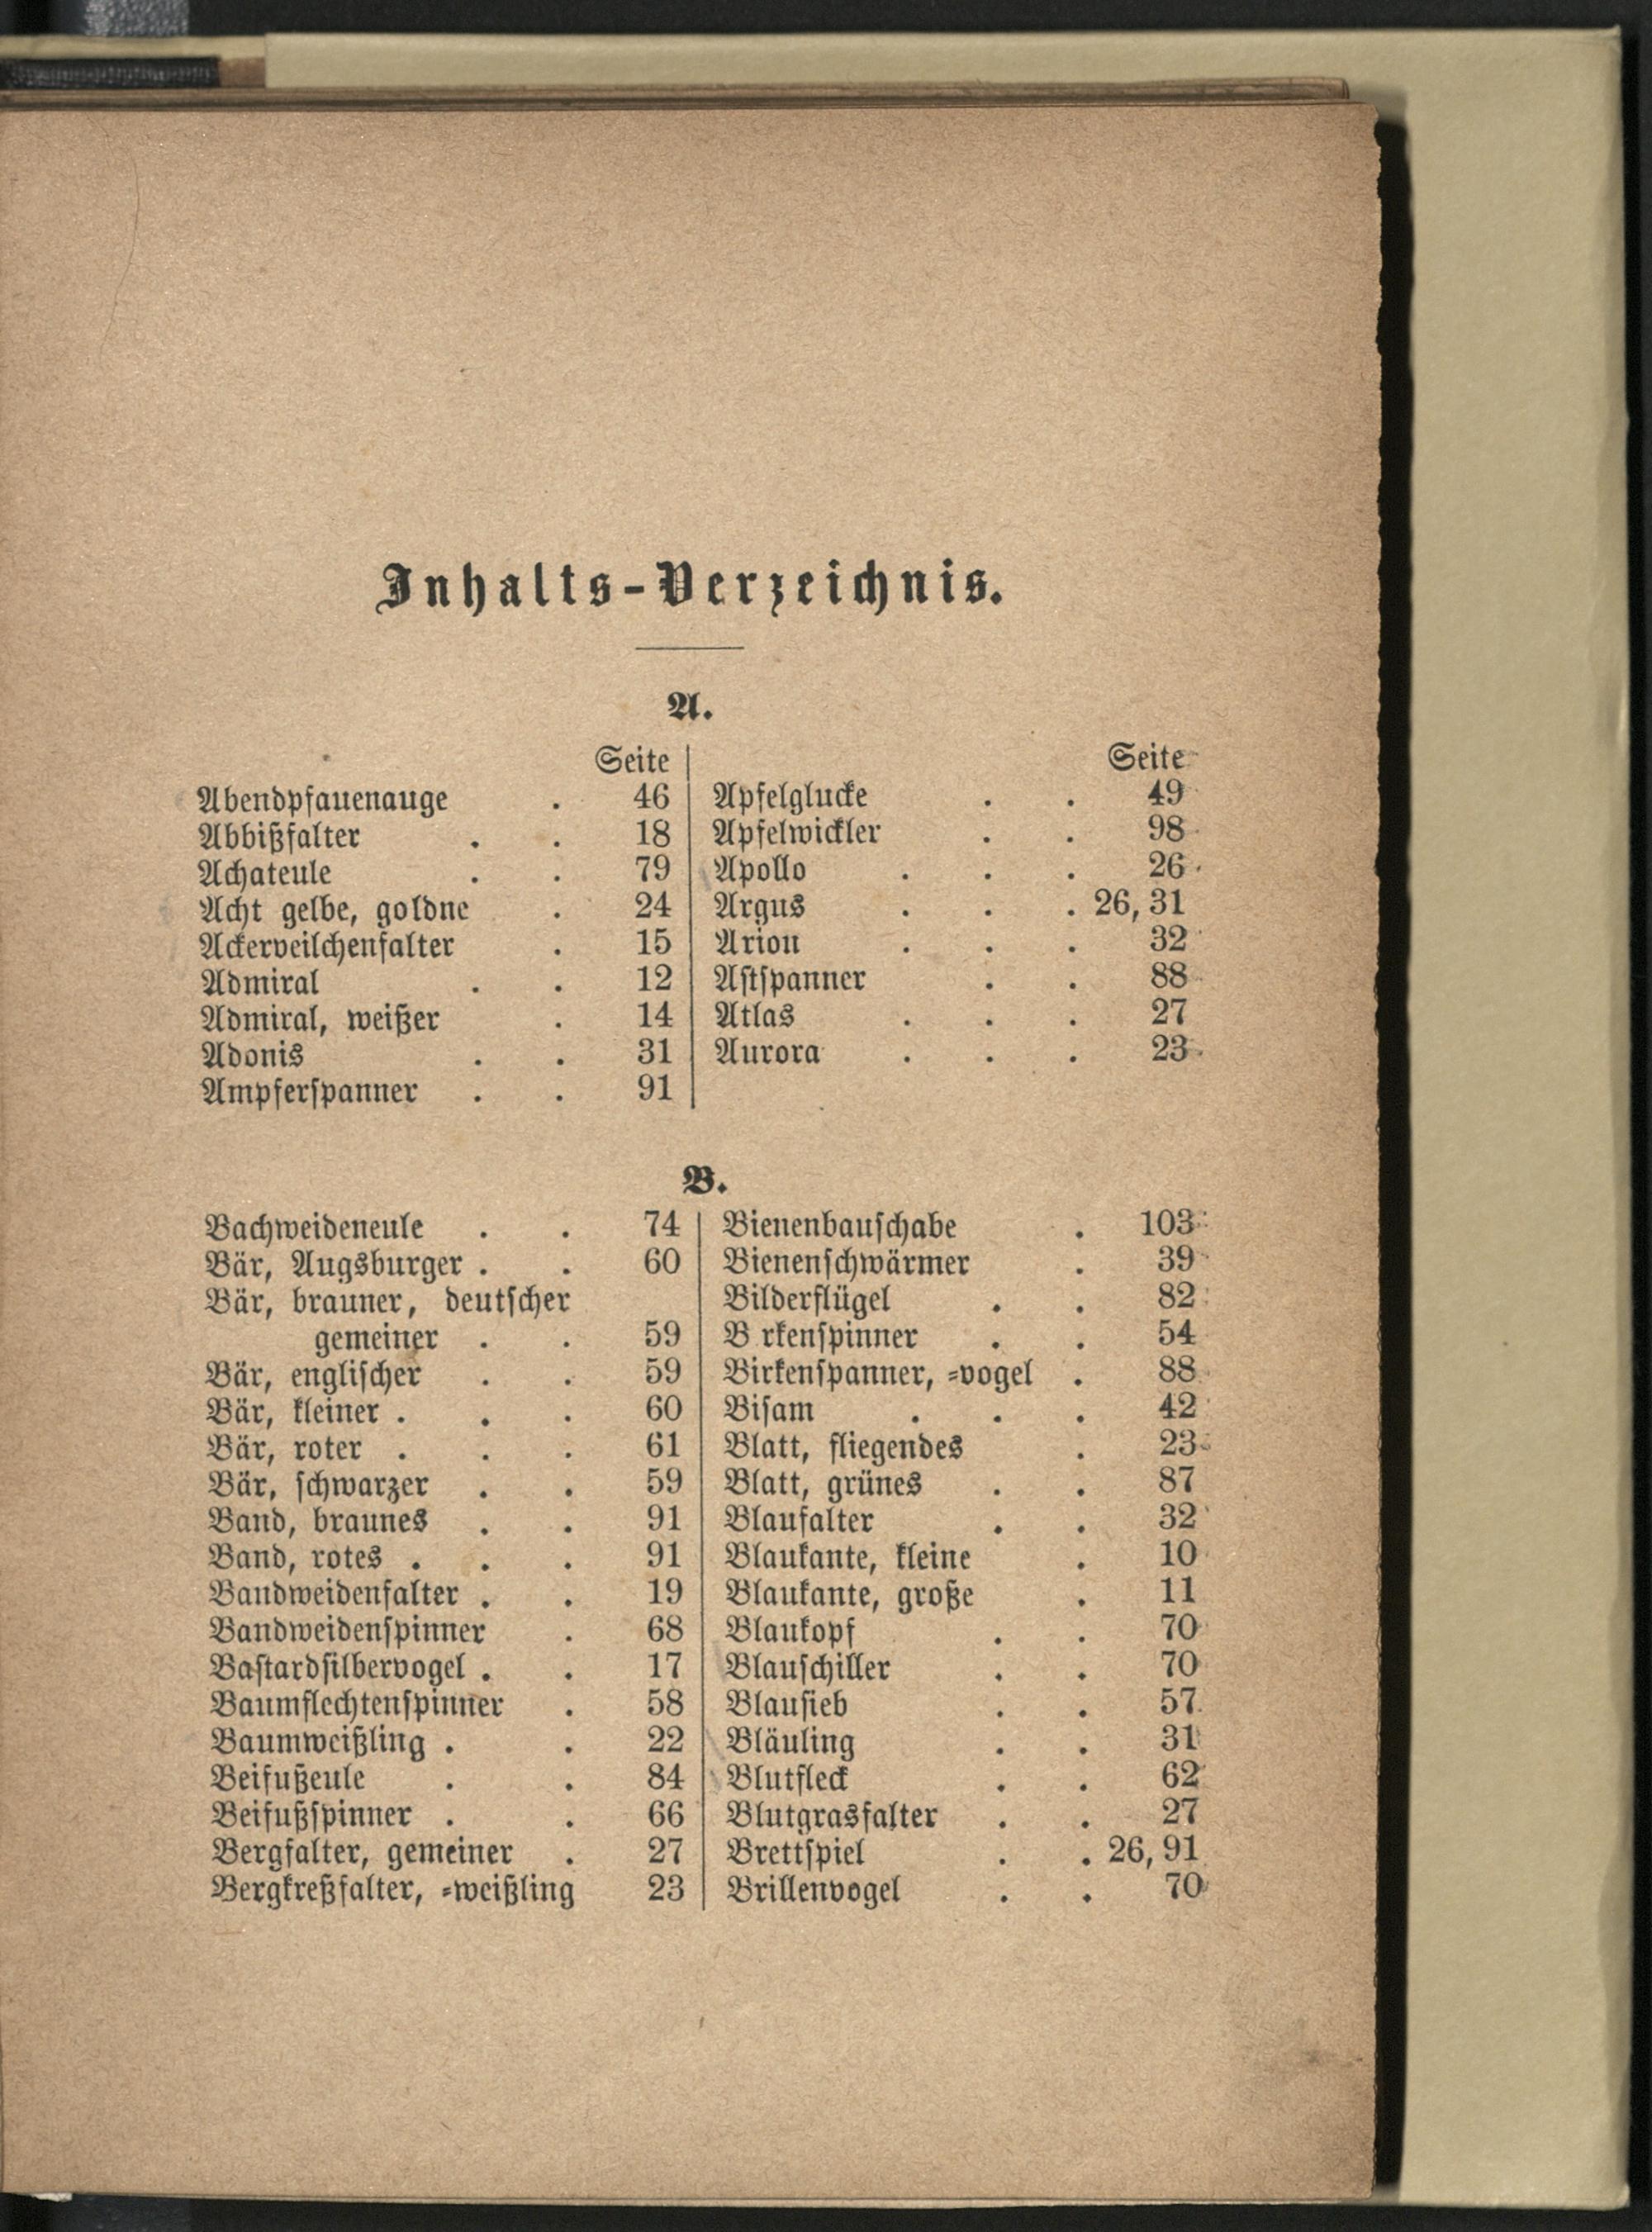 Inhalts-Verzeichnis.
A.
Seite
Abendpfauenauge . 46
Abbißfalter . . 18
Achateule . . 79
Acht gelbe, goldne . 24
Ackerveilchenfalter . 15
Admiral . . 12
Admiral, weißer . 14
Adonis . . 31
Ampferspanner . . 91
Seite
Apfelglucke . . 49
Apfelwickler . . 98
Apollo . . . 26
Argus . . . 26, 31
Arion . . . 32
Astspanner . . 88
Atlas . . . 27
Aurora . . . 23
B.
Bachweideneule . . 74
Bär, Augsburger . . 60
Bär, brauner, deutscher
gemeiner . . 59
Bär, englischer . . 59
Bär, kleiner . . . 60
Bär, roter . . . 61
Bär, schwarzer . . 59
Band, braunes . . 91
Band, rotes . . . 91
Bandweidenfalter . . 19
Bandweidenspinner . 68
Bastardsilbervogel . . 17
Baumflechtenspinner . 58
Baumweißling . . 22
Beifußeule . . 84
Beifußspinner . . 66
Bergfalter, gemeiner . 27
Bergkreßfalter, =weißling 23
Bienenbauschabe . 103
Bienenschwärmer . 39
Bilderflügel . . 82
B rkenspinner . . 54
Birkenspanner, =vogel . 88
Bisam . . . 42
Blatt, fliegendes . 23
Blatt, grünes . . 87
Blaufalter . . 32
Blaukante, kleine . 10
Blaukante, große . 11
Blaukopf . . 70
Blauschiller . . 70
Blausieb . . 57
Bläuling . . 31
Blutfleck . . 62
Blutgrasfalter . . 27
Brettspiel . . 26, 91
Brillenvogel . . 70